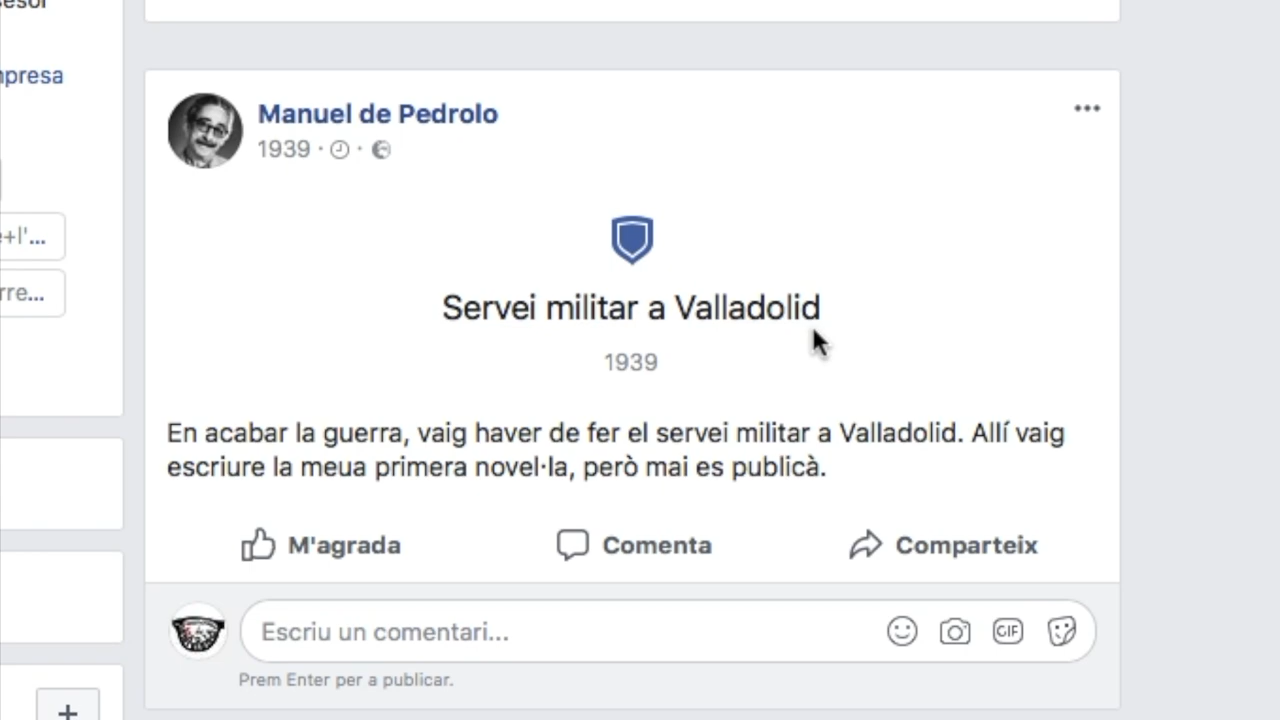 mpresa
e+l'...
rre...
+
Manuel de Pedrolo
1939
Servei militar a Valladolid
1939
En acabar la guerra, vaig haver de fer el servei militar a Valladolid. Allí vaig
escriure la meua primera novel·la, però mai es publicà.
M'agrada Comenta Comparteix
Escriu un comentari... GIF
Prem Enter per a publicar.